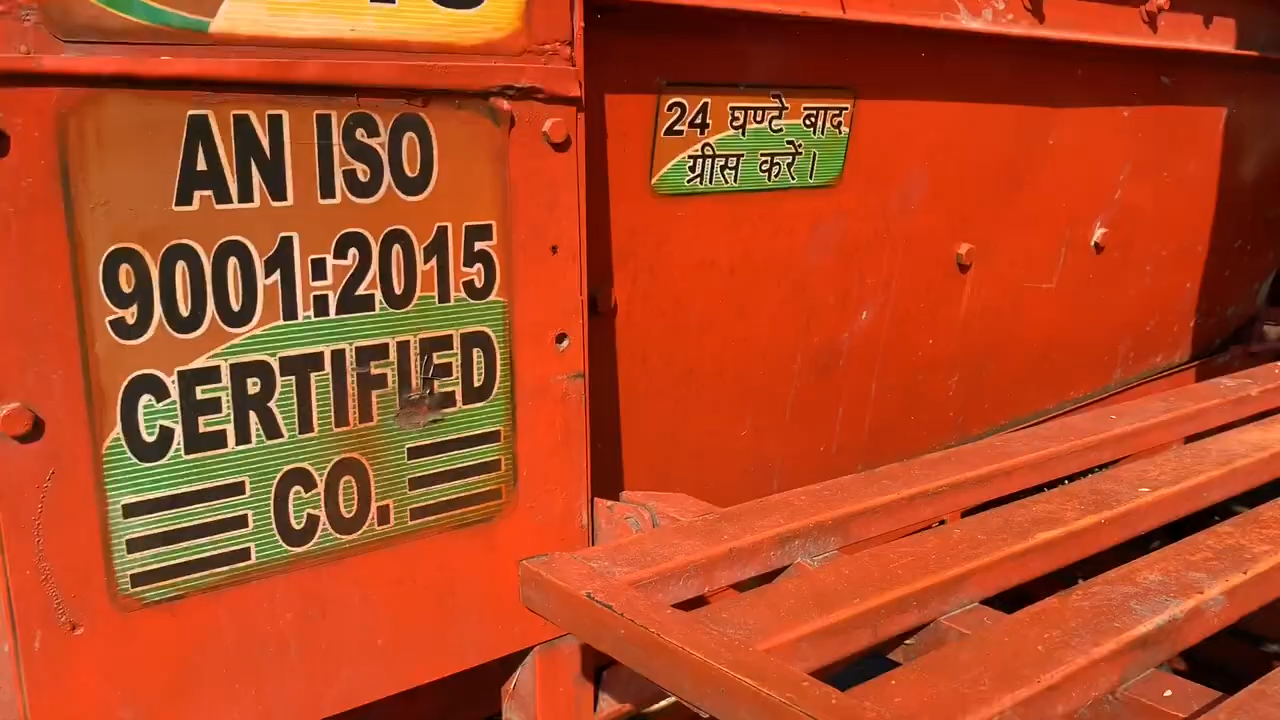 AN ISO
9001:2015
CERTIFIED
CO.
24 घण्टे बाद
ग्रीस करें।